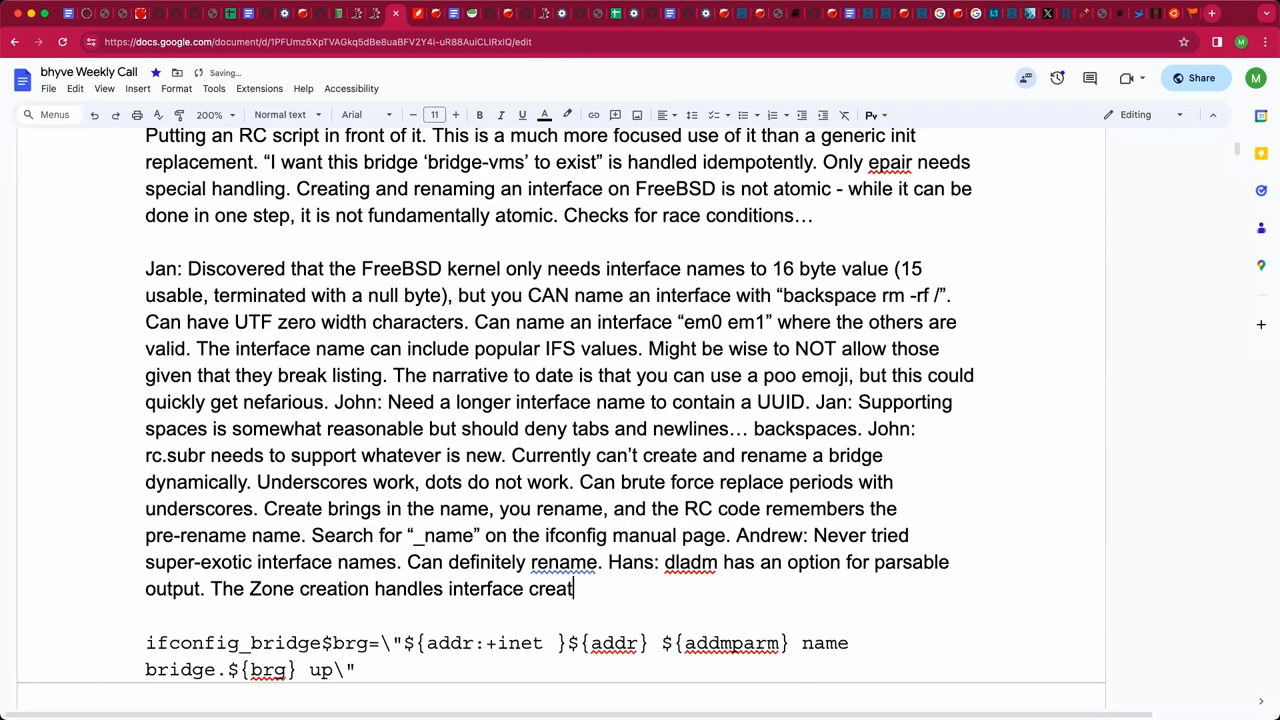 https://docs.google.com/document/d/1PFUmz6XpTVAGkq5dBe8uaBFV2Y4i-uR88AuiCLIRxIQ/edit
bhyve Weekly Call
Saving...
File Edit View Insert Format Tools Extensions Help Accessibility
Share
M
Menus
200%
Normal text
Arial
11
Editing
Putting an RC script in front of it. This is a much more focused use of it than a generic init
replacement. “I want this bridge ‘bridge-vms’ to exist” is handled idempotently. Only epair needs
special handling. Creating and renaming an interface on FreeBSD is not atomic - while it can be
done in one step, it is not fundamentally atomic. Checks for race conditions…
Jan: Discovered that the FreeBSD kernel only needs interface names to 16 byte value (15
usable, terminated with a null byte), but you CAN name an interface with “backspace rm -rf /”.
Can have UTF zero width characters. Can name an interface “em0 em1” where the others are
valid. The interface name can include popular IFS values. Might be wise to NOT allow those
given that they break listing. The narrative to date is that you can use a poo emoji, but this could
quickly get nefarious. John: Need a longer interface name to contain a UUID. Jan: Supporting
spaces is somewhat reasonable but should deny tabs and newlines… backspaces. John:
rc.subr needs to support whatever is new. Currently can’t create and rename a bridge
dynamically. Underscores work, dots do not work. Can brute force replace periods with
underscores. Create brings in the name, you rename, and the RC code remembers the
pre-rename name. Search for “_name” on the ifconfig manual page. Andrew: Never tried
super-exotic interface names. Can definitely rename. Hans: dladm has an option for parsable
output. The Zone creation handles interface creat
ifconfig_bridge$brg=\"${addr:+inet }${addr} ${addmparm} name
bridge.${brg} up\"